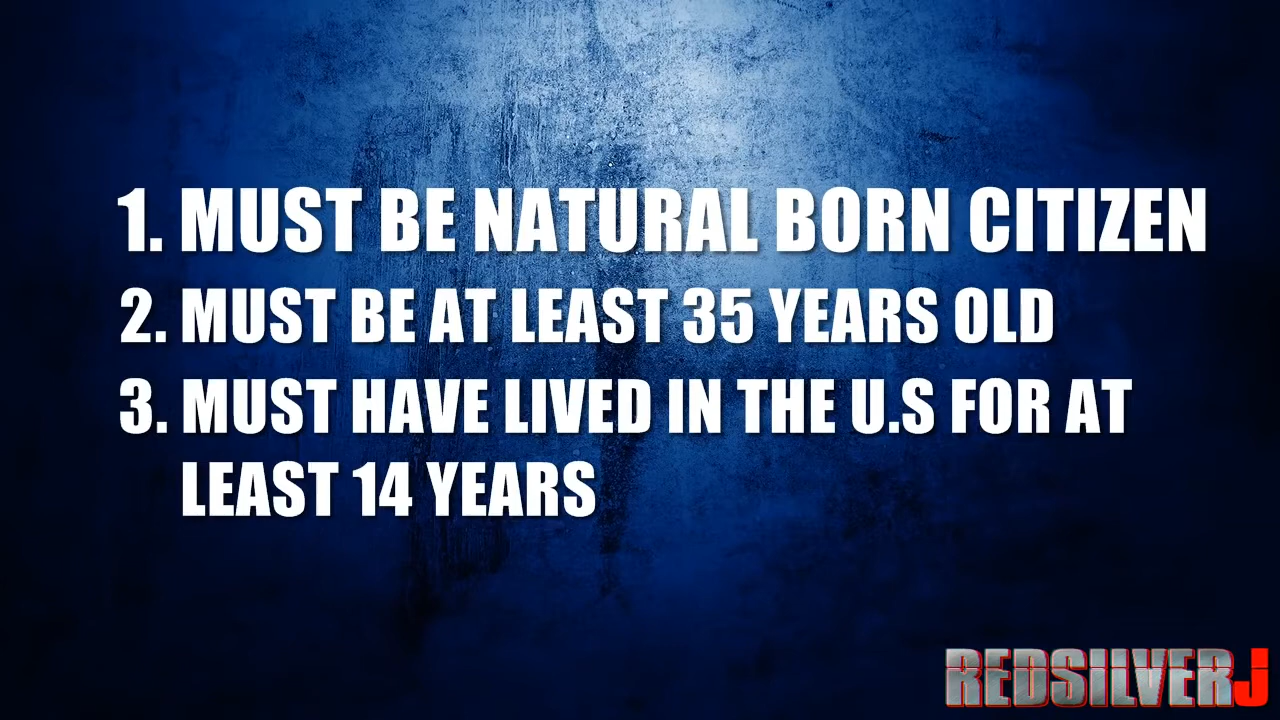 1. MUST BE NATURAL BORN CITIZEN
2. MUST BE AT LEAST 35 YEARS OLD
3. MUST HAVE LIVED IN THE U.S FOR AT
LEAST 14 YEARS
REDSILVERJ